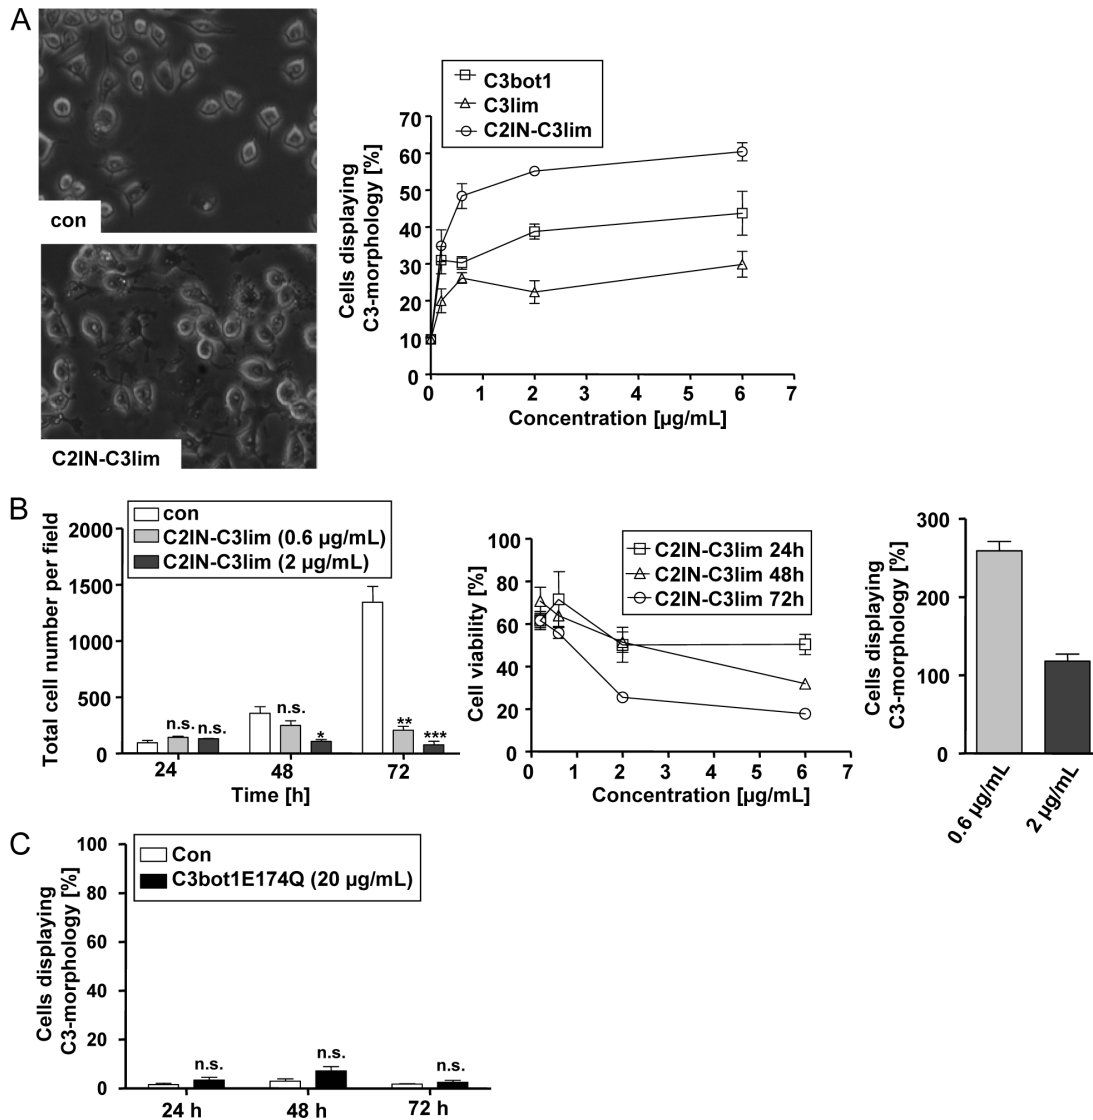 A
con
C2IN-C3lim
C3bot1
C3lim
C2IN-C3lim
Cells displaying
C3-morphology [%]
70
60
50
40
30
20
10
0
0 1 2 3 4 5 6 7
Concentration [µg/mL]
B
con
C2IN-C3lim (0.6 µg/mL)
C2IN-C3lim (2 µg/mL)
Total cell number per field
2000
1500
1000
500
0
n.s. n.s.
n.s. *
** ***
24 48 72
Time [h]
C2IN-C3lim 24h
C2IN-C3lim 48h
C2IN-C3lim 72h
Cell viability [%]
100
80
60
40
20
0
0 1 2 3 4 5 6 7
Concentration [µg/mL]
Cells displaying
C3-morphology [%]
300
200
100
0
0.6 µg/mL
2 µg/mL
C
Con
C3bot1E174Q (20 µg/mL)
Cells displaying
C3-morphology [%]
100
80
60
40
20
0
n.s. n.s. n.s.
24 h 48 h 72 h